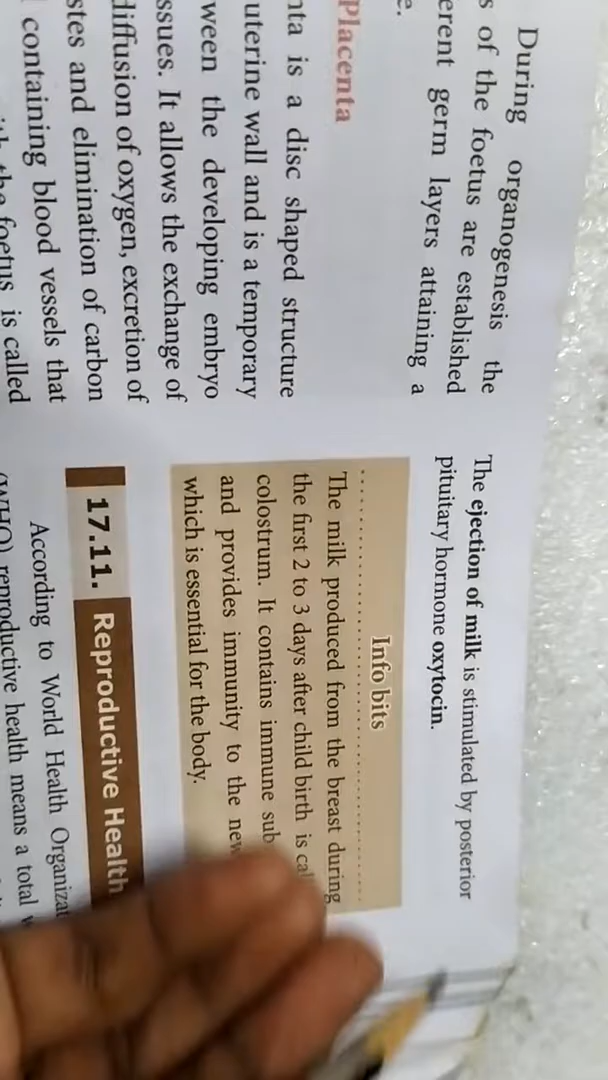 During organogenesis the
s of the foetus are established
erent germ layers attaining a
e.
Placenta
nta is a disc shaped structure
uterine wall and is a temporary
ween the developing embryo
ssues. It allows the exchange of
diffusion of oxygen, excretion of
stes and elimination of carbon
containing blood vessels that
the foetus is called
The ejection of milk is stimulated by posterior
pituitary hormone oxytocin.
Info bits
The milk produced from the breast during
the first 2 to 3 days after child birth is cal
colostrum. It contains immune sub
and provides immunity to the new
which is essential for the body.
17.11. Reproductive Health
According to World Health Organizat
(WHO) reproductive health means a total